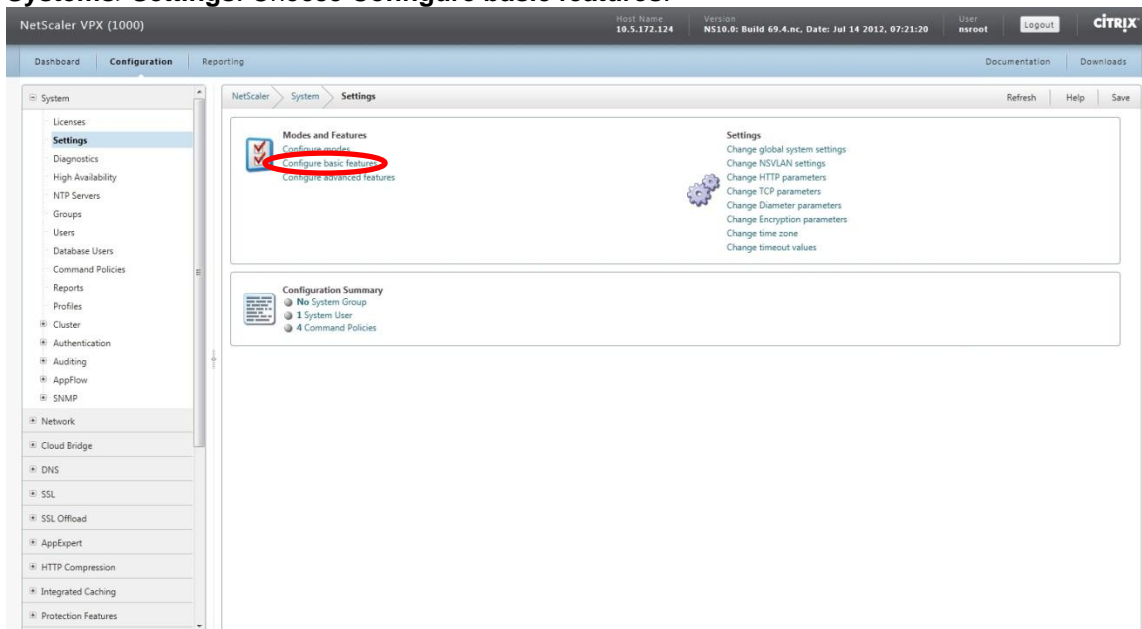 Systems/Settings. Choose Configure basic features.
NetScaler VPX (1000)
Host Name
10.5.172.124
Version
NS10.0: Build 69.4.nc, Date: Jul 14 2012, 07:21:20
User
nsroot
Logout
CITRIX
Dashboard
Configuration
Reporting
Documentation
Downloads
System
Licenses
Settings
Diagnostics
High Availability
NTP Servers
Groups
Users
Database Users
Command Policies
Reports
Profiles
Cluster
Authentication
Auditing
AppFlow
SNMP
Network
Cloud Bridge
DNS
SSL
SSL Offload
AppExpert
HTTP Compression
Integrated Caching
Protection Features
NetScaler
System
Settings
Refresh
Help
Save
Modes and Features
Configure modes
Configure basic features
Configure advanced features
Settings
Change global system settings
Change NSVLAN settings
Change HTTP parameters
Change TCP parameters
Change Diameter parameters
Change Encryption parameters
Change time zone
Change timeout values
Configuration Summary
No System Group
1 System User
4 Command Policies